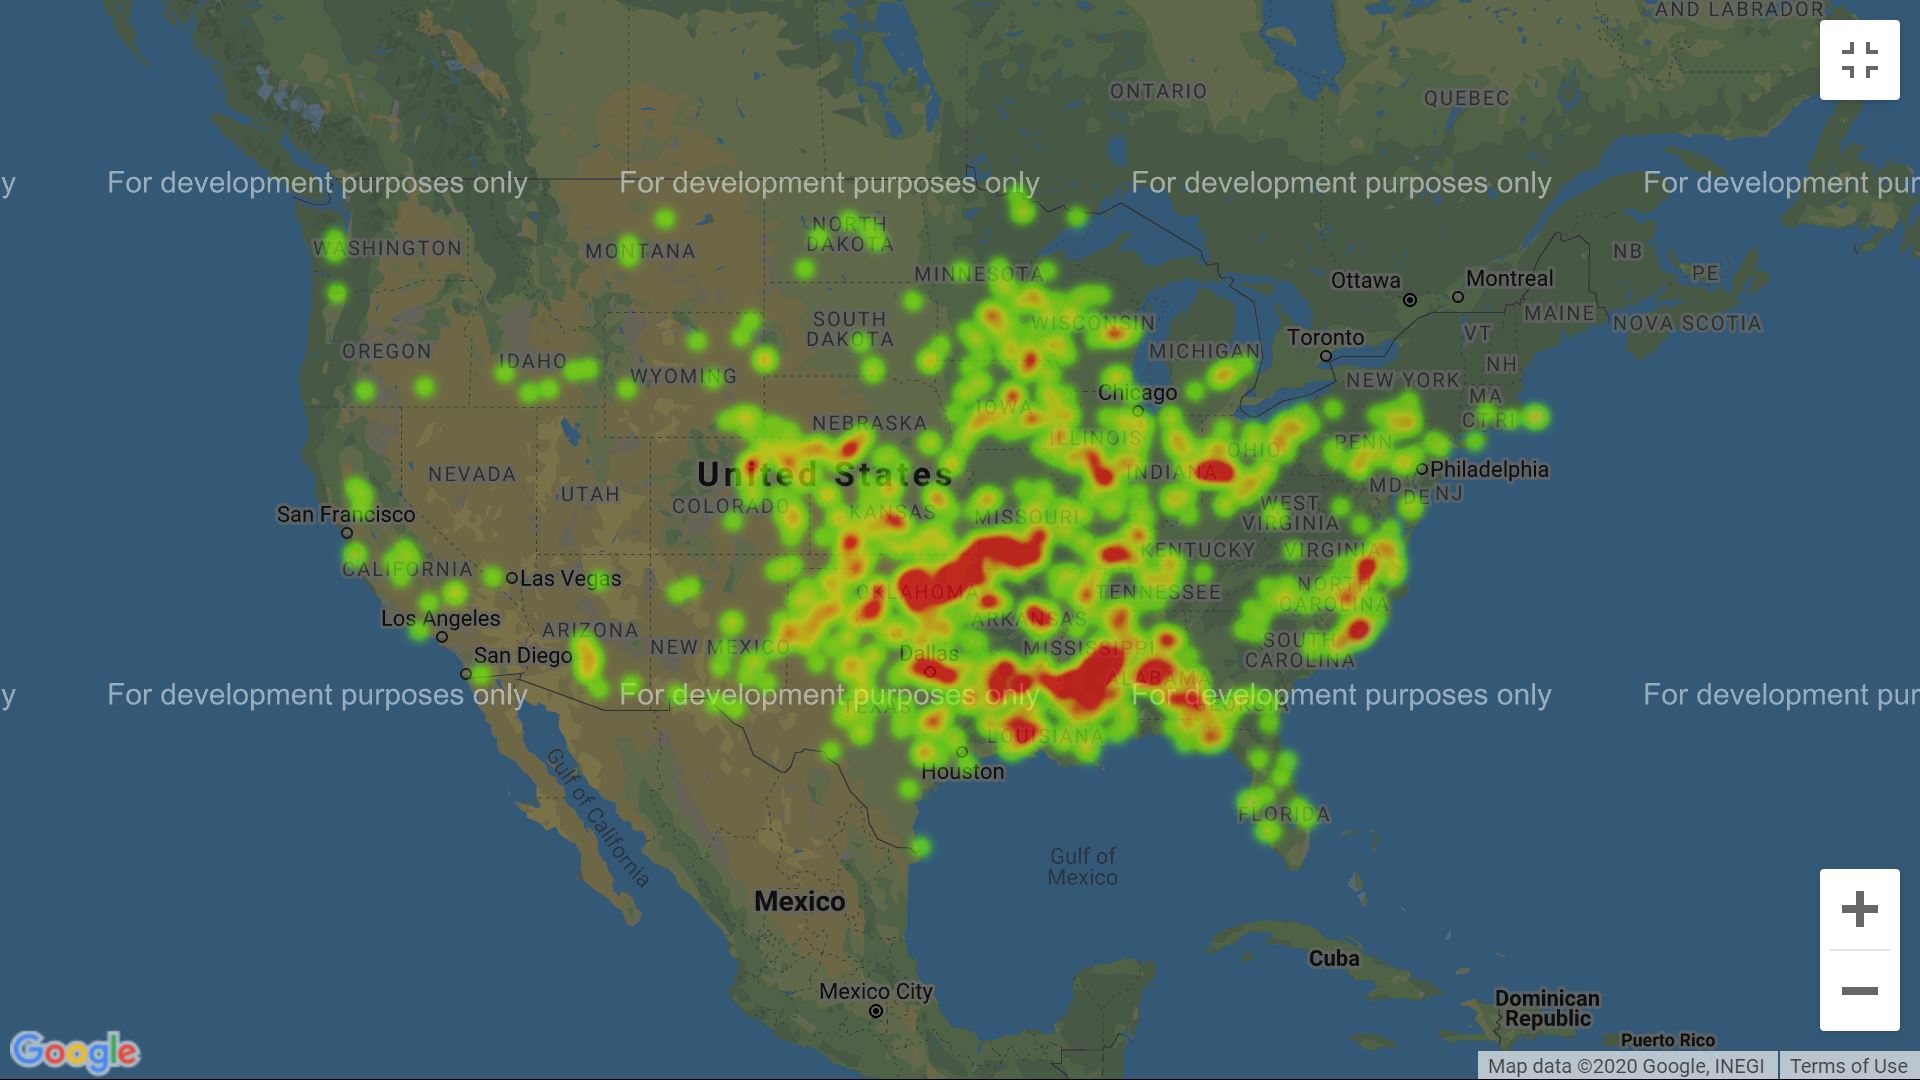 AND LABRADOR
ONTARIO
QUEBEC
y
For development purposes only
For development purposes only
For development purposes only
For development pur
WASHINGTON
MONTANA
NORTH
DAKOTA
MINNESOTA
Ottawa
Montreal
NB
PE
MAINE
NOVA SCOTIA
OREGON
IDAHO
SOUTH
DAKOTA
WISCONSIN
MICHIGAN
Toronto
VT
NH
WYOMING
Chicago
NEW YORK
MA
CT RI
IOWA
NEBRASKA
ILLINOIS
OHIO
PENN
United States
NEVADA
UTAH
COLORADO
KANSAS
MISSOURI
INDIANA
Philadelphia
MD
DE
NJ
WEST
VIRGINIA
San Francisco
KENTUCKY
VIRGINIA
CALIFORNIA
Las Vegas
OKLAHOMA
TENNESSEE
NORTH
CAROLINA
Los Angeles
ARIZONA
NEW MEXICO
ARKANSAS
MISSISSIPPI
SOUTH
CAROLINA
San Diego
Dallas
ALABAMA
y
For development purposes only
For development purposes only
For development purposes only
For development pur
TEXAS
GEORGIA
LOUISIANA
Houston
Gulf of California
FLORIDA
Gulf of
Mexico
Mexico
Cuba
Mexico City
Dominican
Republic
Puerto Rico
Google
Map data ©2020 Google, INEGI
Terms of Use